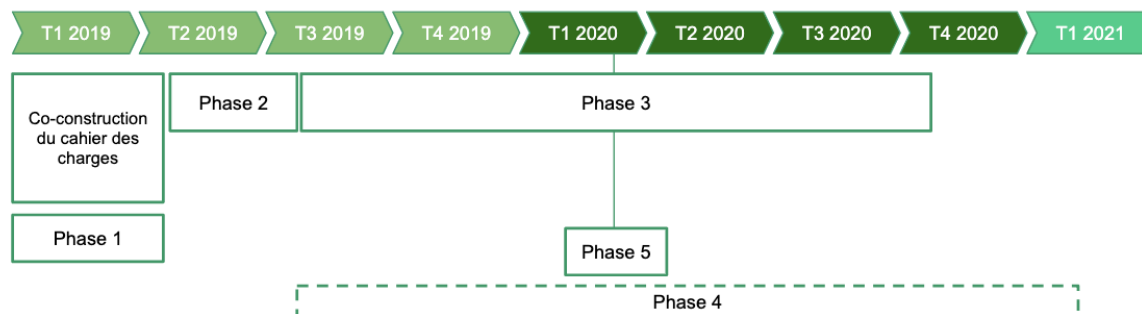 T1 2019
T2 2019
T3 2019
T4 2019
T1 2020
T2 2020
T3 2020
T4 2020
T1 2021
Co-construction
du cahier des
charges
Phase 2
Phase 3
Phase 1
Phase 5
Phase 4